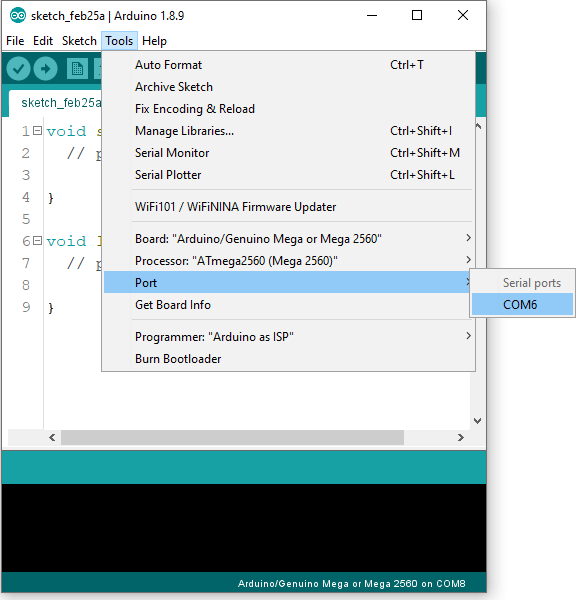 sketch_feb25a | Arduino 1.8.9
File Edit Sketch Tools Help
sketch_feb25a
Auto Format Ctrl+T
Archive Sketch
Fix Encoding & Reload
Manage Libraries... Ctrl+Shift+I
Serial Monitor Ctrl+Shift+M
Serial Plotter Ctrl+Shift+L
WiFi101 / WiFiNINA Firmware Updater
Board: "Arduino/Genuino Mega or Mega 2560"
Processor: "ATmega2560 (Mega 2560)"
Port
Get Board Info
Programmer: "Arduino as ISP"
Burn Bootloader
Serial ports
COM6
1 void s
2 // p
3
4 }
5
6 void l
7 // p
8
9 }
Arduino/Genuino Mega or Mega 2560 on COM8